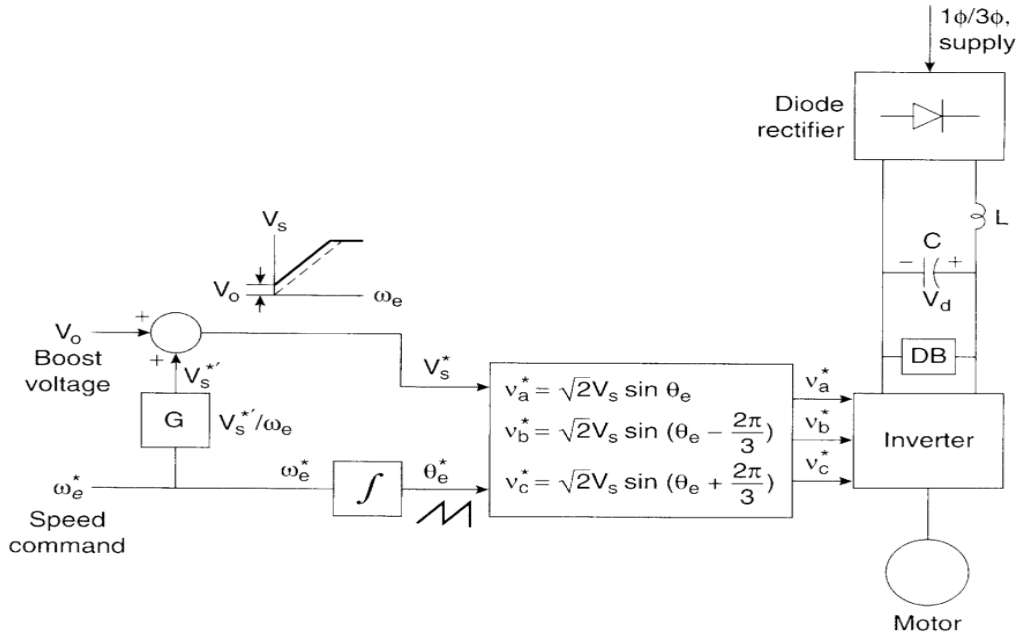 1ϕ/3ϕ,
supply
Diode
rectifier
L
C
− +
V_d
DB
V_s
V_o
ω_e
V_o
+
Boost
voltage
+
V_s^*′
G
V_s^*′/ω_e
ω_e^*
Speed
command
ω_e^*
∫
θ_e^*
V_s^*
v_a^* = √2V_s sin θ_e
v_b^* = √2V_s sin (θ_e − 2π/3)
v_c^* = √2V_s sin (θ_e + 2π/3)
v_a^*
v_b^*
v_c^*
Inverter
Motor